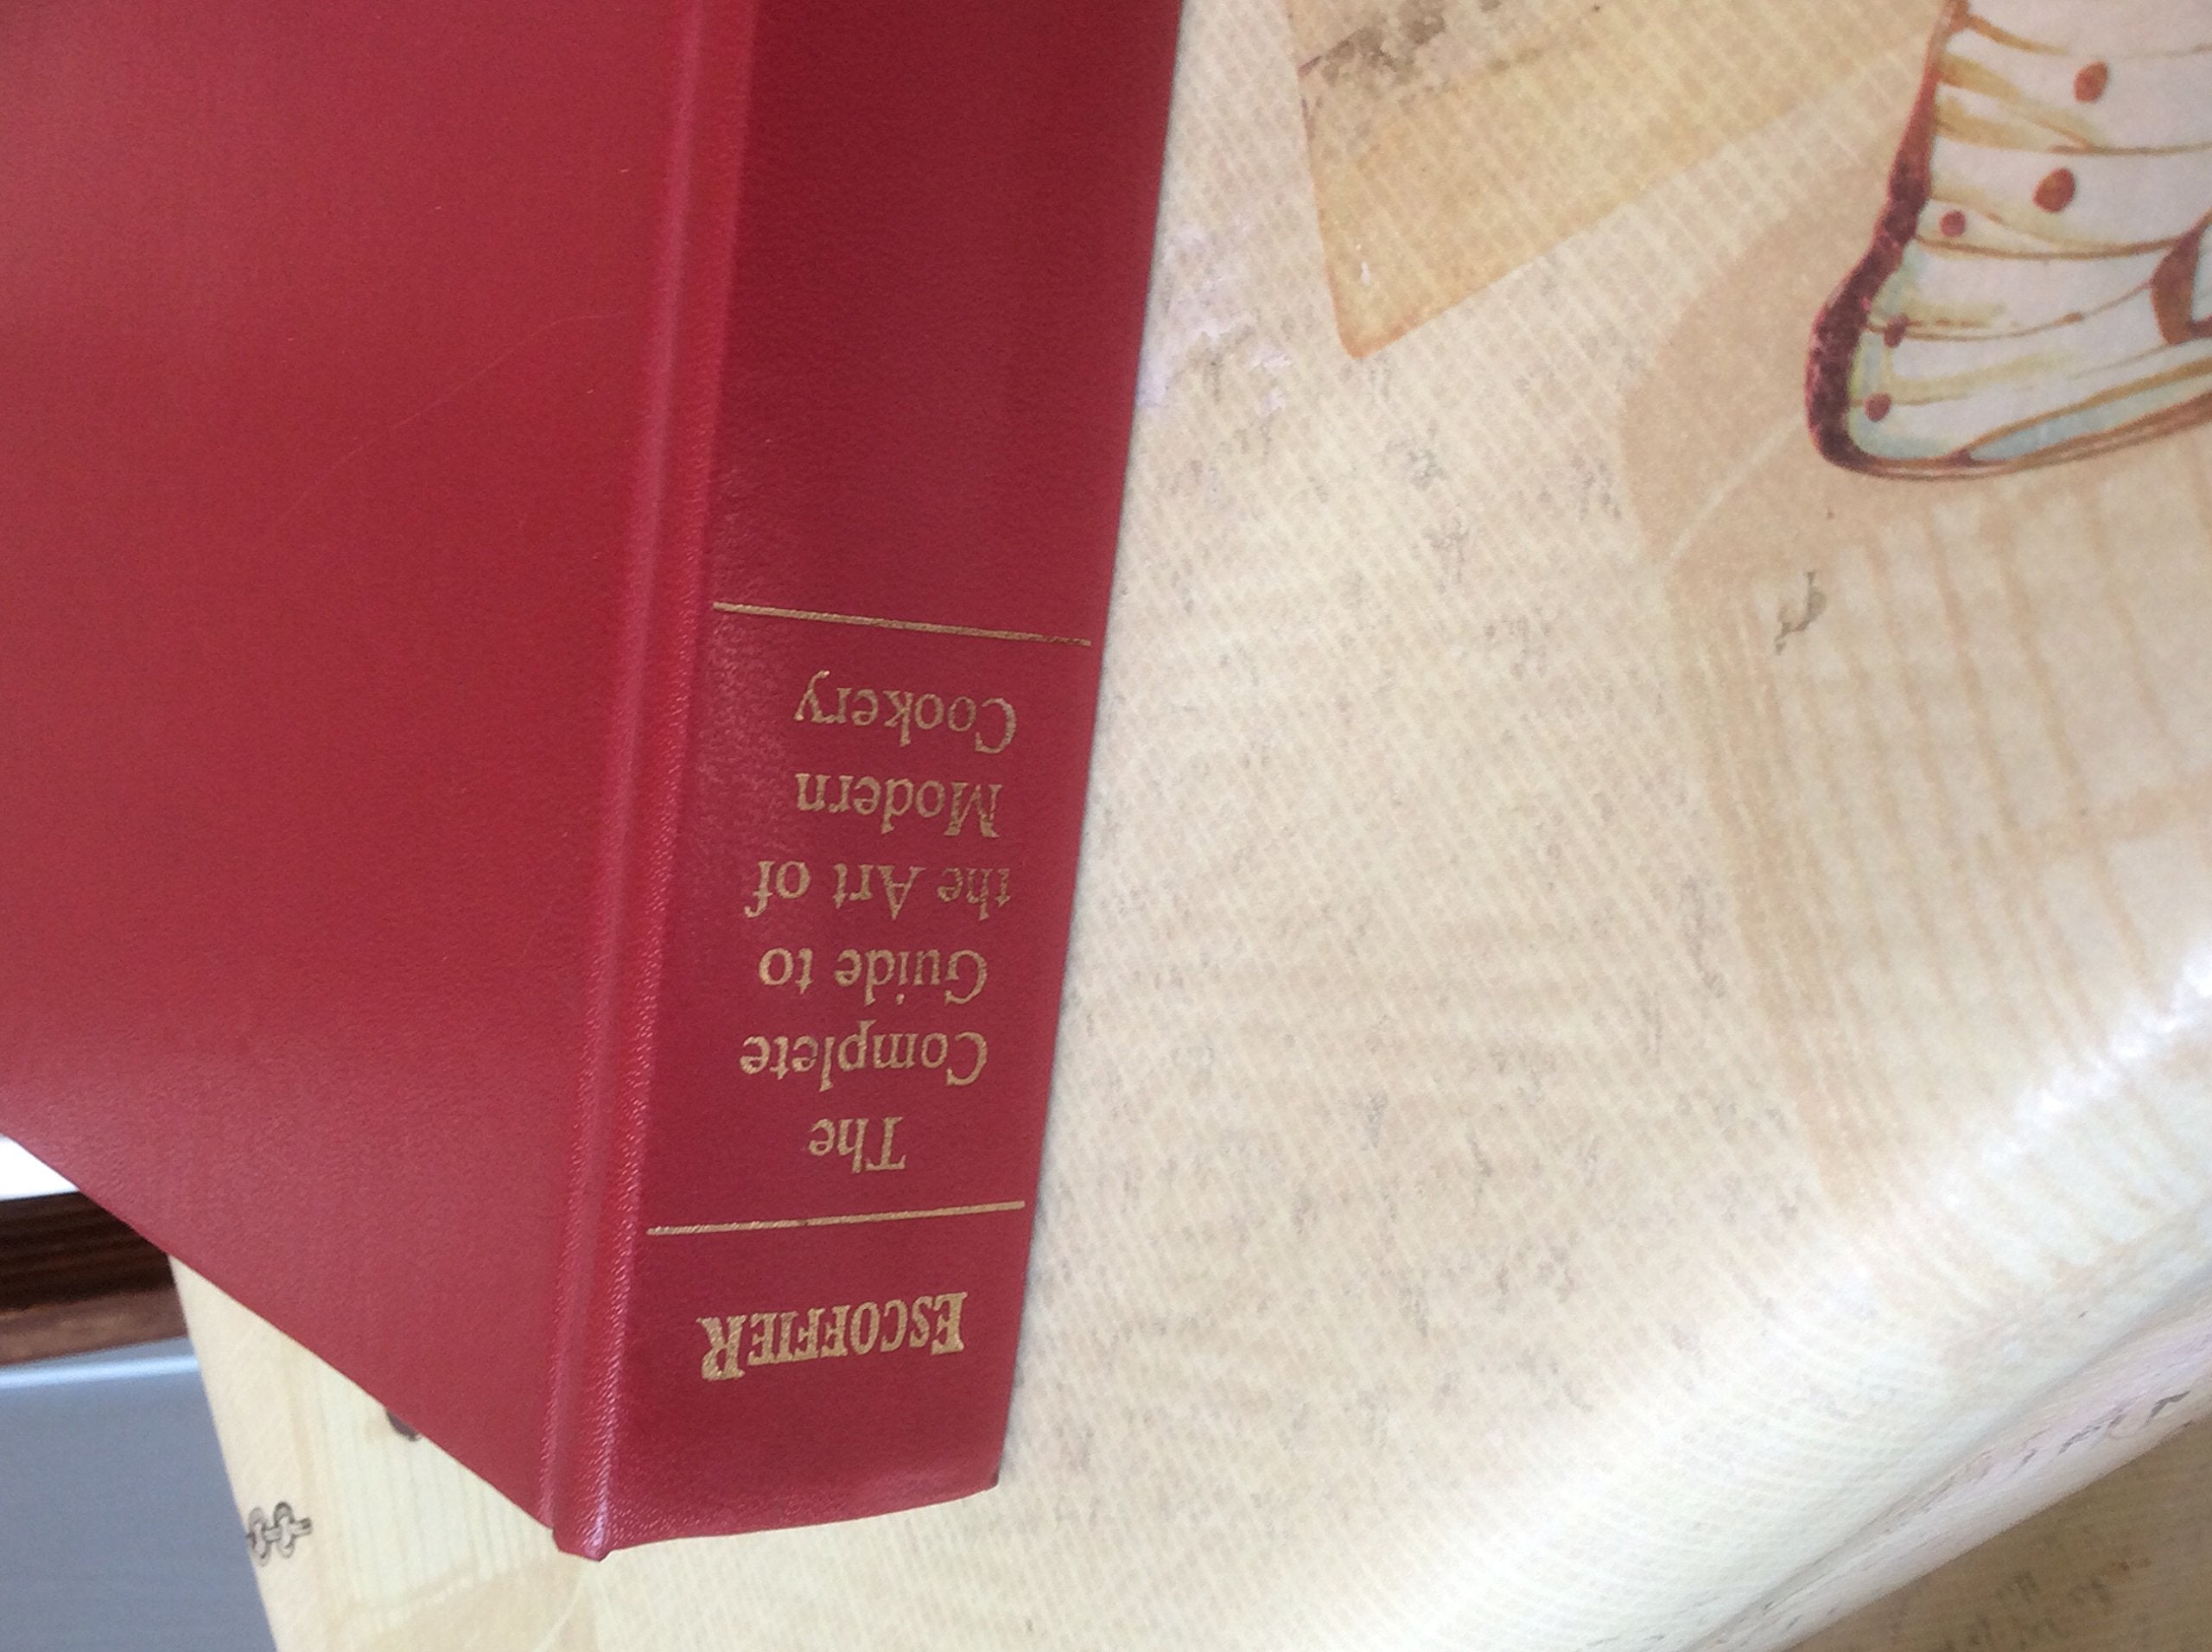 ESCOFFIER
The
Complete
Guide to
the Art of
Modern
Cookery